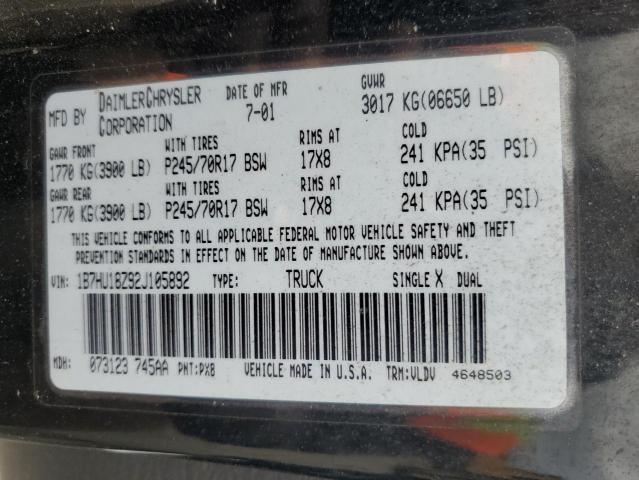 MFD BY DAIMLERCHRYSLER CORPORATION DATE OF MFR 7-01 GVWR 3017 KG(06650 LB)
GAWR FRONT WITH TIRES RIMS AT COLD
1770 KG(3900 LB) P245/70R17 BSW 17X8 241 KPA(35 PSI)
GAWR REAR WITH TIRES RIMS AT COLD
1770 KG(3900 LB) P245/70R17 BSW 17X8 241 KPA(35 PSI)
THIS VEHICLE CONFORMS TO ALL APPLICABLE FEDERAL MOTOR VEHICLE SAFETY AND THEFT
PREVENTION STANDARDS IN EFFECT ON THE DATE OF MANUFACTURE SHOWN ABOVE.
VIN: 1B7HU18Z92J105892 TYPE: TRUCK SINGLE X DUAL
MDH: 073123 745AA PNT:PX8 VEHICLE MADE IN U.S.A. TRM:VLDV 4648503